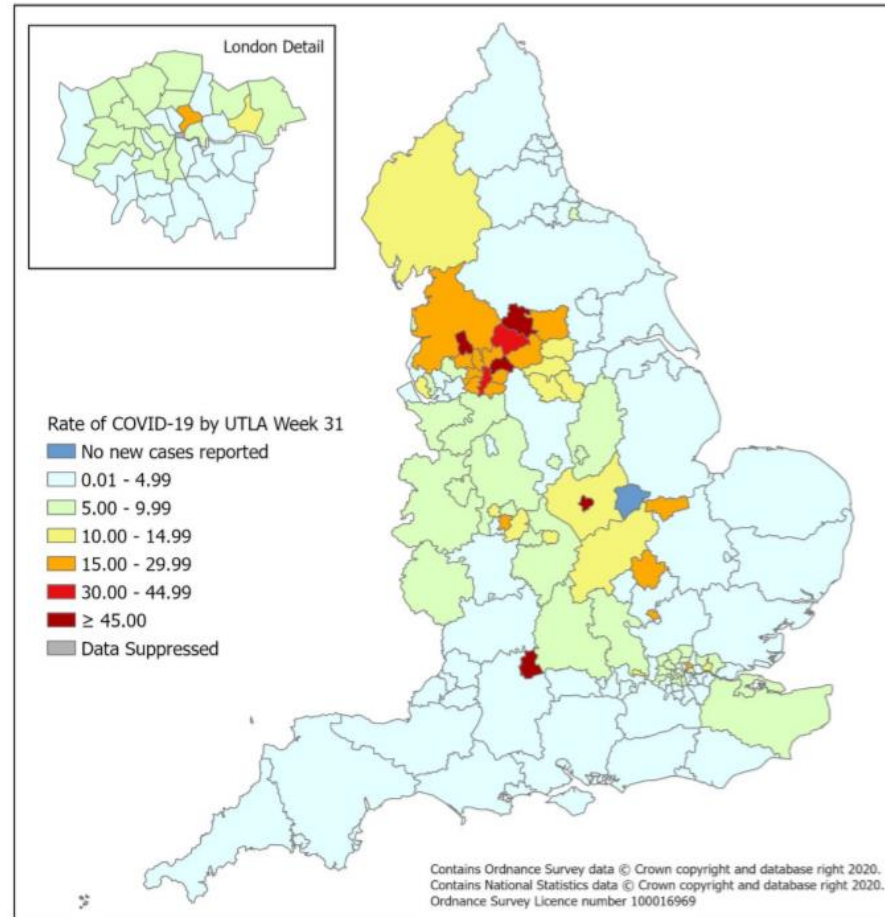 London Detail
Rate of COVID-19 by UTLA Week 31
No new cases reported
0.01 - 4.99
5.00 - 9.99
10.00 - 14.99
15.00 - 29.99
30.00 - 44.99
≥ 45.00
Data Suppressed
Contains Ordnance Survey data © Crown copyright and database right 2020.
Contains National Statistics data © Crown copyright and database right 2020.
Ordnance Survey Licence number 100016969